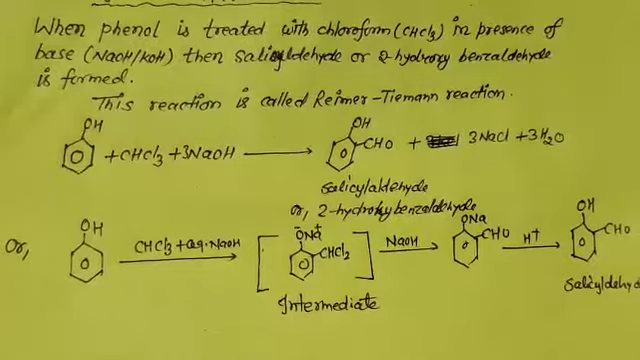 When phenol is treated with chloroform (CHCl3) in presence of
base (NaOH/KOH) then Salicyldehyde or 2-hydroxy benzaldehyde
is formed.
This reaction is called Reimer-Tiemann reaction.
OH + CHCl3 + 3NaOH → OH CHO + 3NaCl + 3H2O
Salicylaldehyde
or, 2-hydroxybenzaldehyde
Or, OH CHCl3 + aq. NaOH → [ ŌNa+ CHCl2 ] NaOH → ONa CHO H+ → OH CHO
Intermediate Salicyldehyd